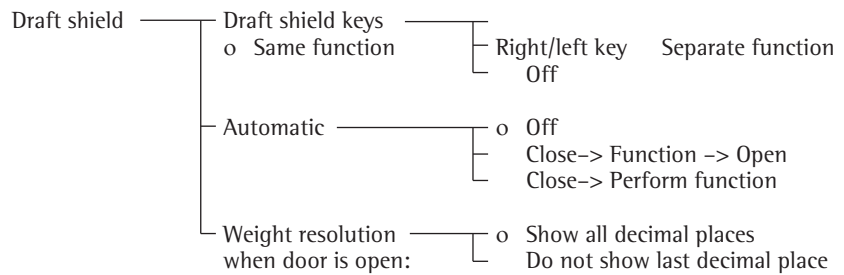 Draft shield Draft shield keys
o Same function Right/left key Separate function
Off
Automatic o Off
Close–> Function –> Open
Close–> Perform function
Weight resolution o Show all decimal places
when door is open: Do not show last decimal place